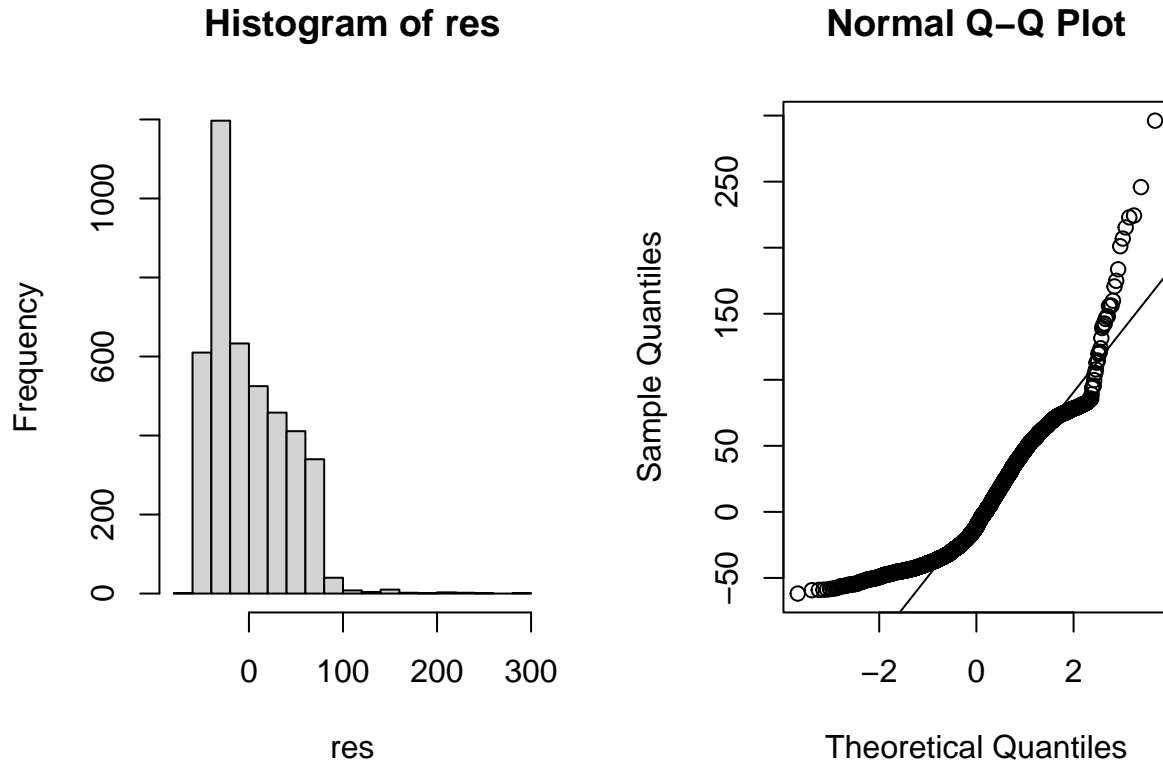 Histogram of res
Frequency
0
200
600
1000
0
100
200
300
res
Normal Q−Q Plot
Sample Quantiles
−50
0
50
150
250
−2
0
2
Theoretical Quantiles